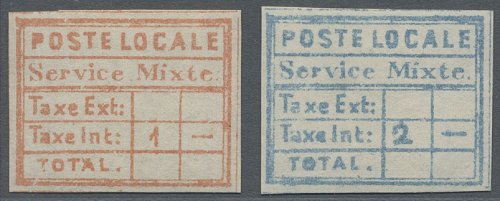 POSTE LOCALE
Service Mixte.
Taxe Ext:
Taxe Int: 1 —
TOTAL.
POSTE LOCALE
Service Mixte.
Taxe Ext:
Taxe Int: 2 —
TOTAL.